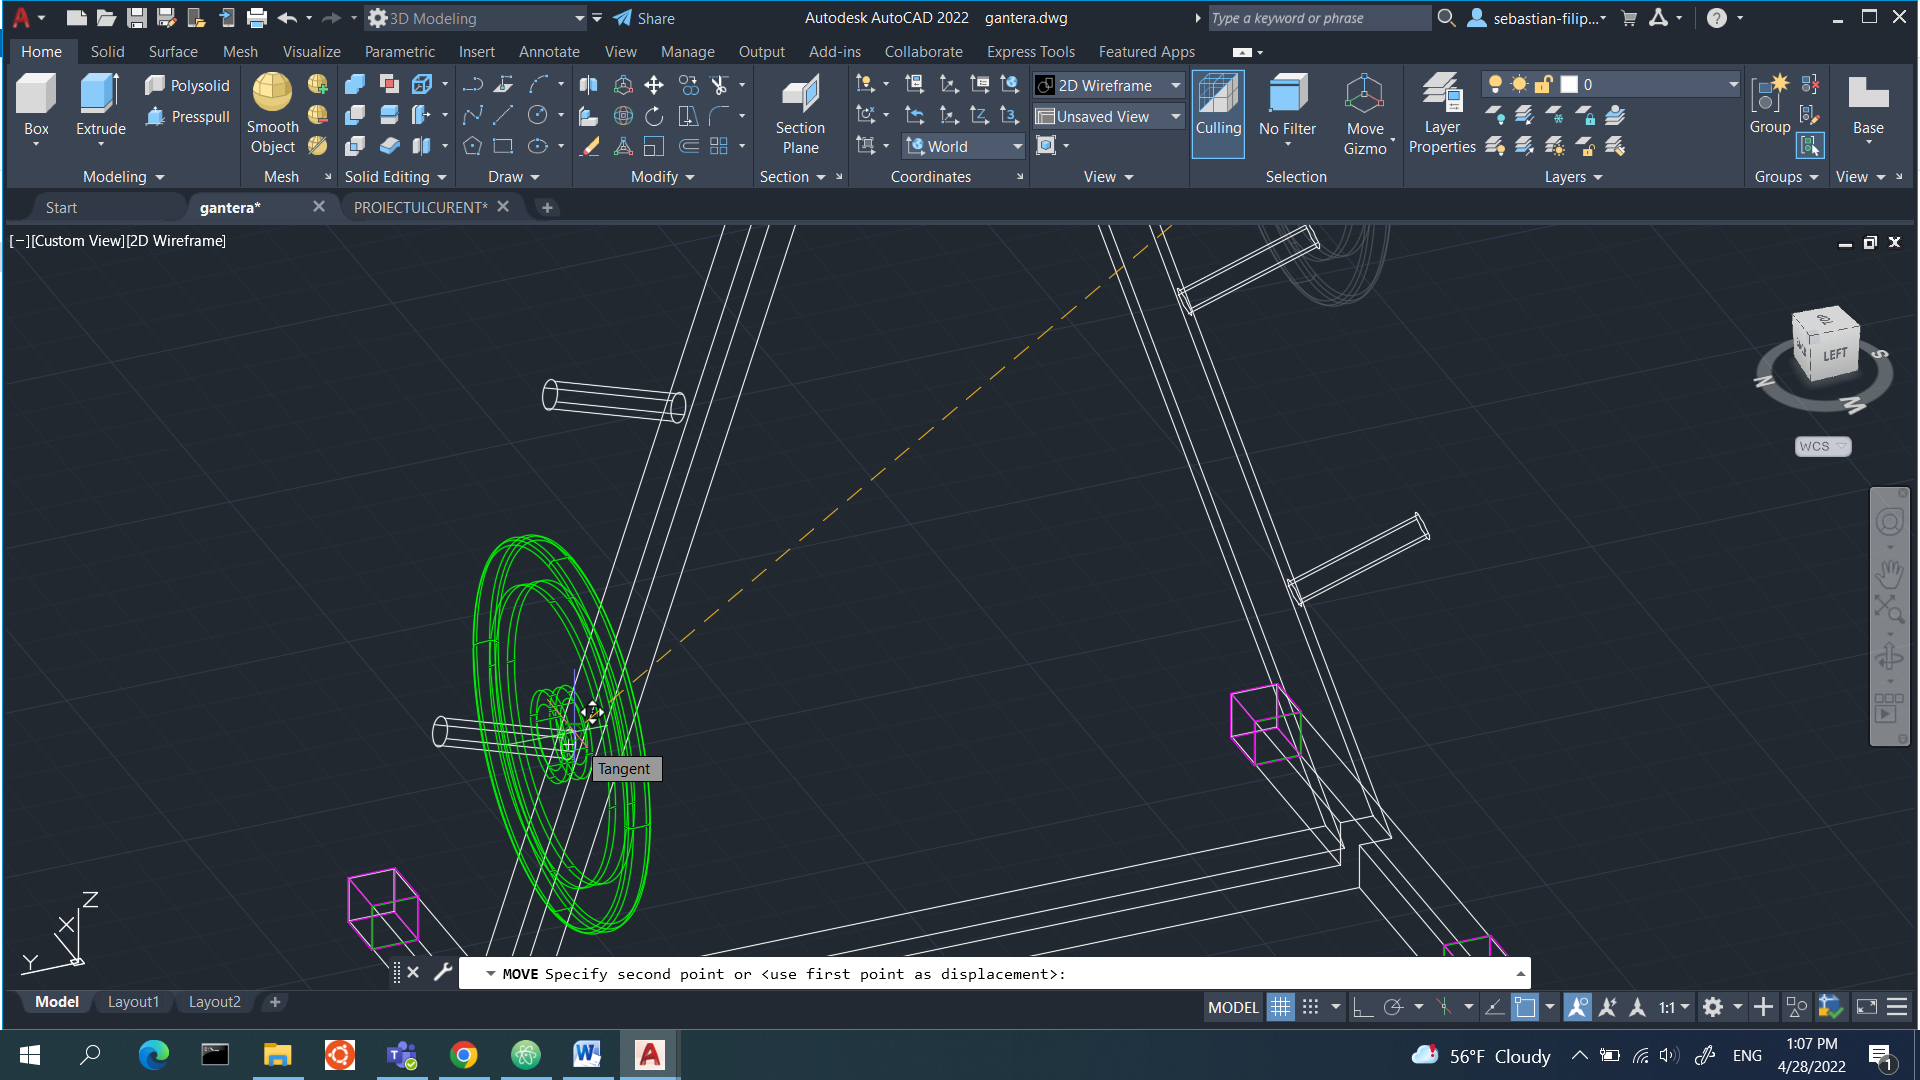 3D Modeling
Share
Autodesk AutoCAD 2022 gantera.dwg
Type a keyword or phrase
sebastian-filip...
Home Solid Surface Mesh Visualize Parametric Insert Annotate View Manage Output Add-ins Collaborate Express Tools Featured Apps
Box
Extrude
Polysolid
Presspull
Smooth
Object
Section
Plane
World
2D Wireframe
Unsaved View
Culling
No Filter
Move
Gizmo
Layer
Properties
0
Group
Base
Modeling Mesh Solid Editing Draw Modify Section Coordinates View Selection Layers Groups View
Start gantera* PROIECTULCURENT*
[−][Custom View][2D Wireframe]
TOP
LEFT
S
N
W
WCS
Tangent
Z
X
Y
MOVE Specify second point or <use first point as displacement>:
Model Layout1 Layout2
MODEL
1:1
56°F Cloudy
ENG
1:07 PM
4/28/2022
1